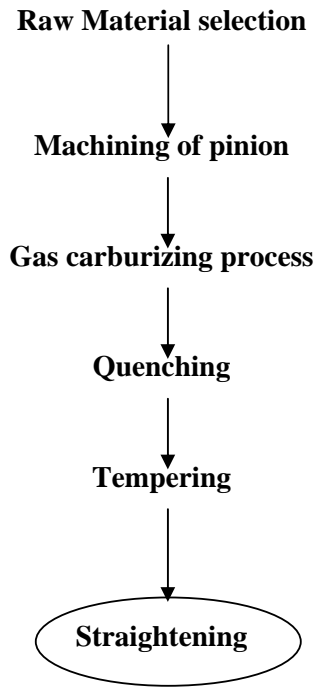 Raw Material selection
Machining of pinion
Gas carburizing process
Quenching
Tempering
Straightening